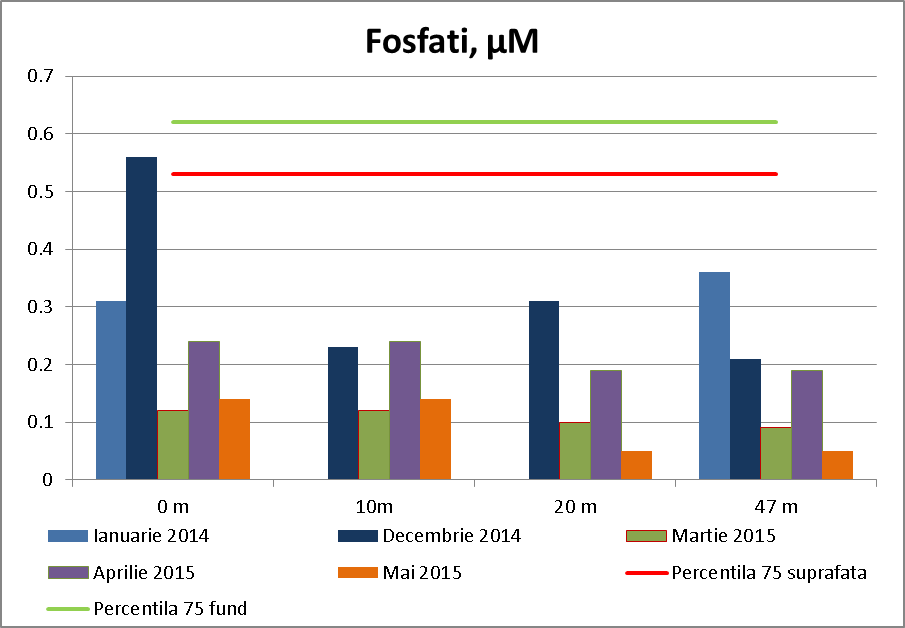 Fosfati, µM
0.7
0.6
0.5
0.4
0.3
0.2
0.1
0
0 m 10m 20 m 47 m
Ianuarie 2014 Decembrie 2014 Martie 2015
Aprilie 2015 Mai 2015 Percentila 75 suprafata
Percentila 75 fund